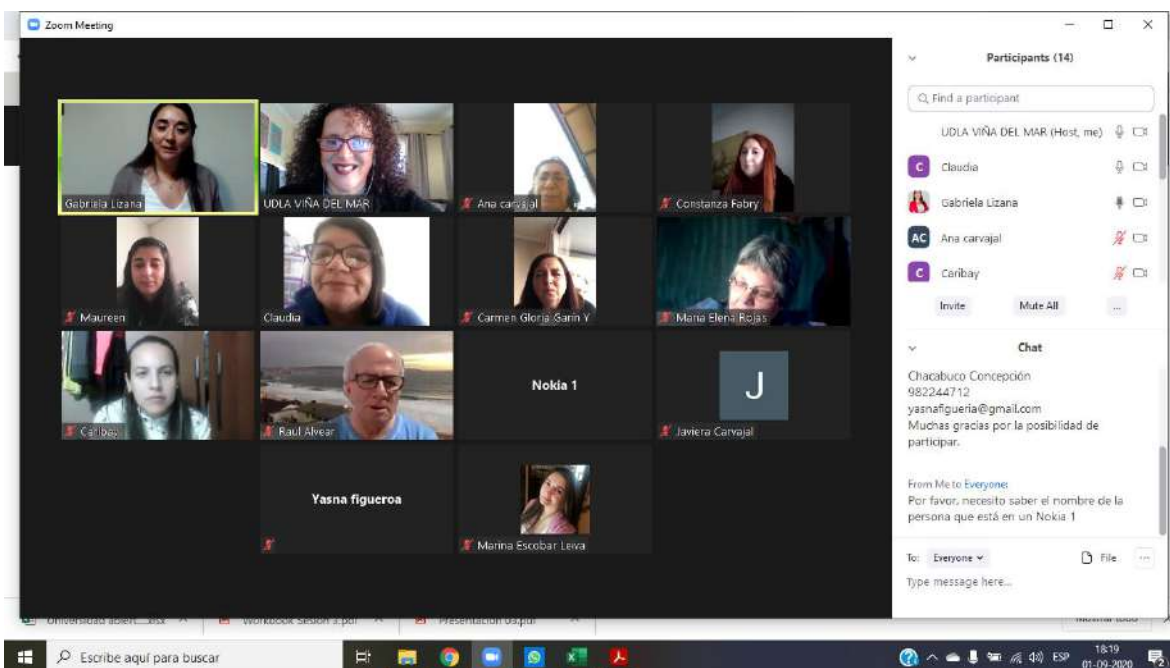 Zoom Meeting
Gabriela Lizana
UDLA VIÑA DEL MAR
Ana carvajal
Constanza Fabry
Maureen
Claudia
Carmen Gloria Garín Y
Maria Elena Rojas
Caribay
Raúl Alvear
Nokia 1
J
Javiera Carvajal
Yasna figueroa
Marina Escobar Leiva
Participants (14)
Find a participant
UDLA VIÑA DEL MAR (Host, me)
C Claudia
Gabriela Lizana
AC Ana carvajal
C Caribay
Invite Mute All ...
Chat
Chacabuco Concepción
982244712
yasnafigueria@gmail.com
Muchas gracias por la posibilidad de
participar.
From Me to Everyone:
Por favor, necesito saber el nombre de la
persona que está en un Nokia 1
To: Everyone File ...
Type message here...
Workbook Sesion 3.pdf
Presentación 03.pdf
Mostrar todo
Escribe aquí para buscar
ESP
18:19
01-09-2020